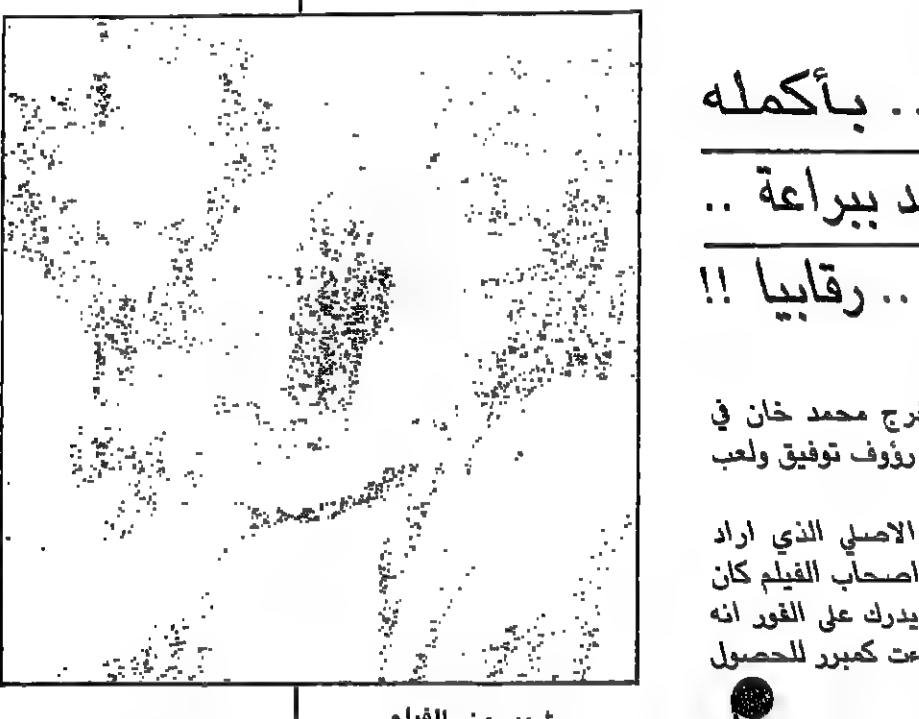 .. بأكمله
ببراعة ..
.. رقابيا !!
محمد خان في
رؤوف توفيق ولعب
الاصلي الذي اراد
اصحاب الفيلم كان
يدرك على الفور انه
كمبرر للحصول
الفيلم